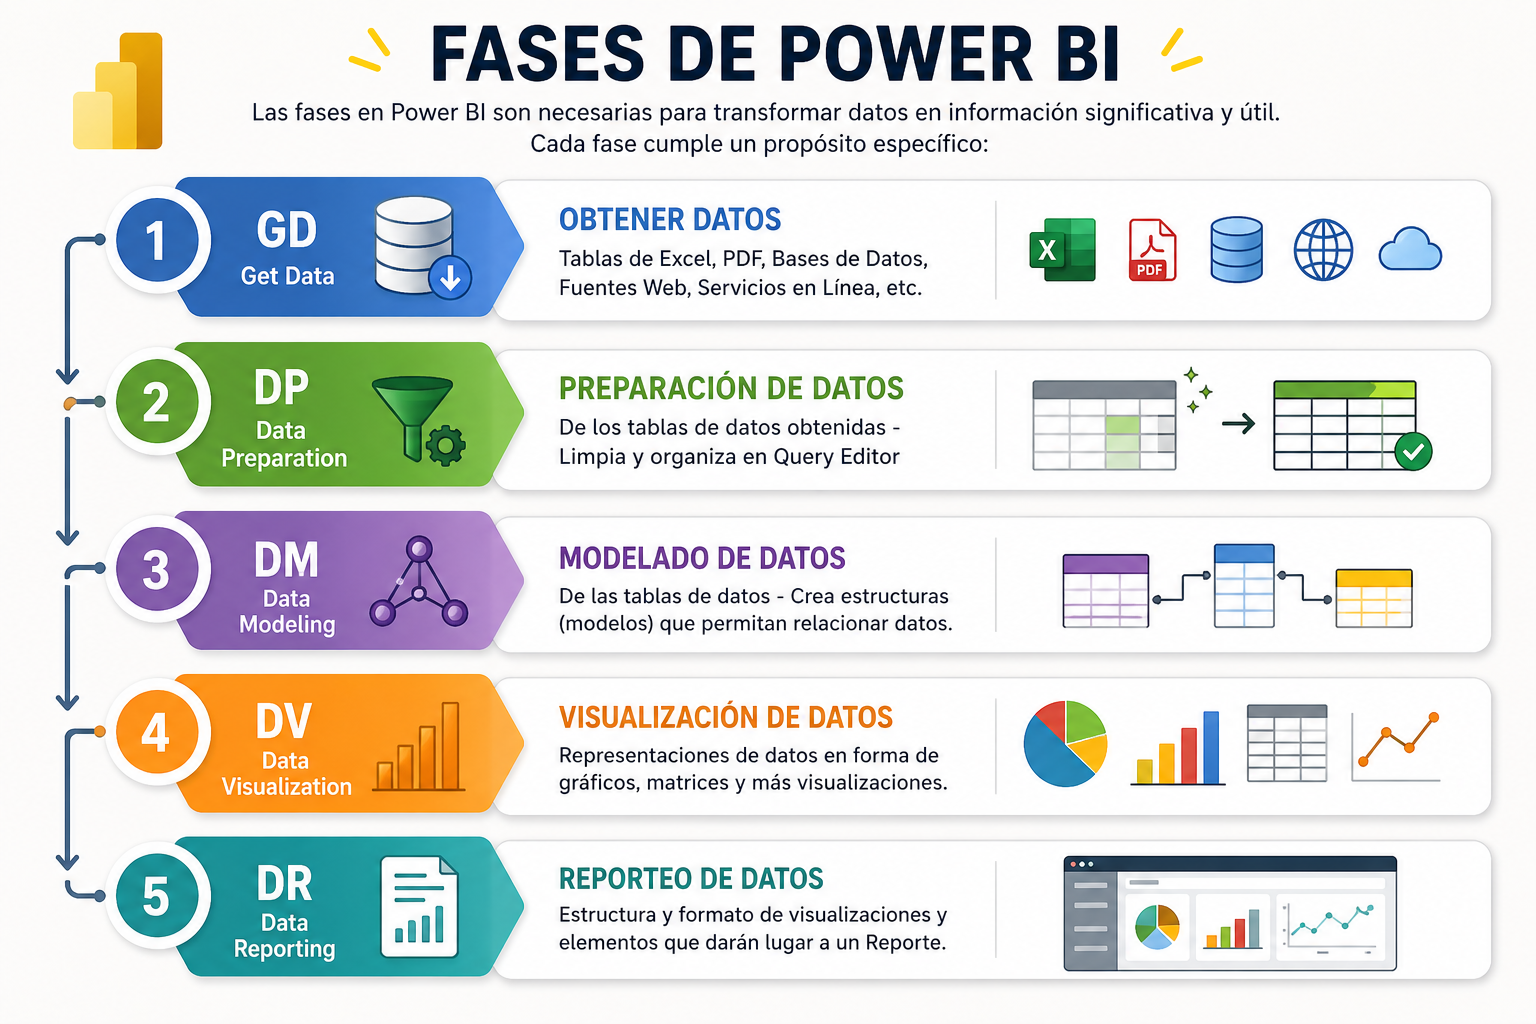 FASES DE POWER BI
Las fases en Power BI son necesarias para transformar datos en información significativa y útil.
Cada fase cumple un propósito específico:
1
GD
Get Data
OBTENER DATOS
Tablas de Excel, PDF, Bases de Datos,
Fuentes Web, Servicios en Línea, etc.
X
PDF
2
DP
Data
Preparation
PREPARACIÓN DE DATOS
De los tablas de datos obtenidas -
Limpia y organiza en Query Editor
3
DM
Data
Modeling
MODELADO DE DATOS
De las tablas de datos - Crea estructuras
(modelos) que permitan relacionar datos.
4
DV
Data
Visualization
VISUALIZACIÓN DE DATOS
Representaciones de datos en forma de
gráficos, matrices y más visualizaciones.
5
DR
Data
Reporting
REPORTEO DE DATOS
Estructura y formato de visualizaciones y
elementos que darán lugar a un Reporte.